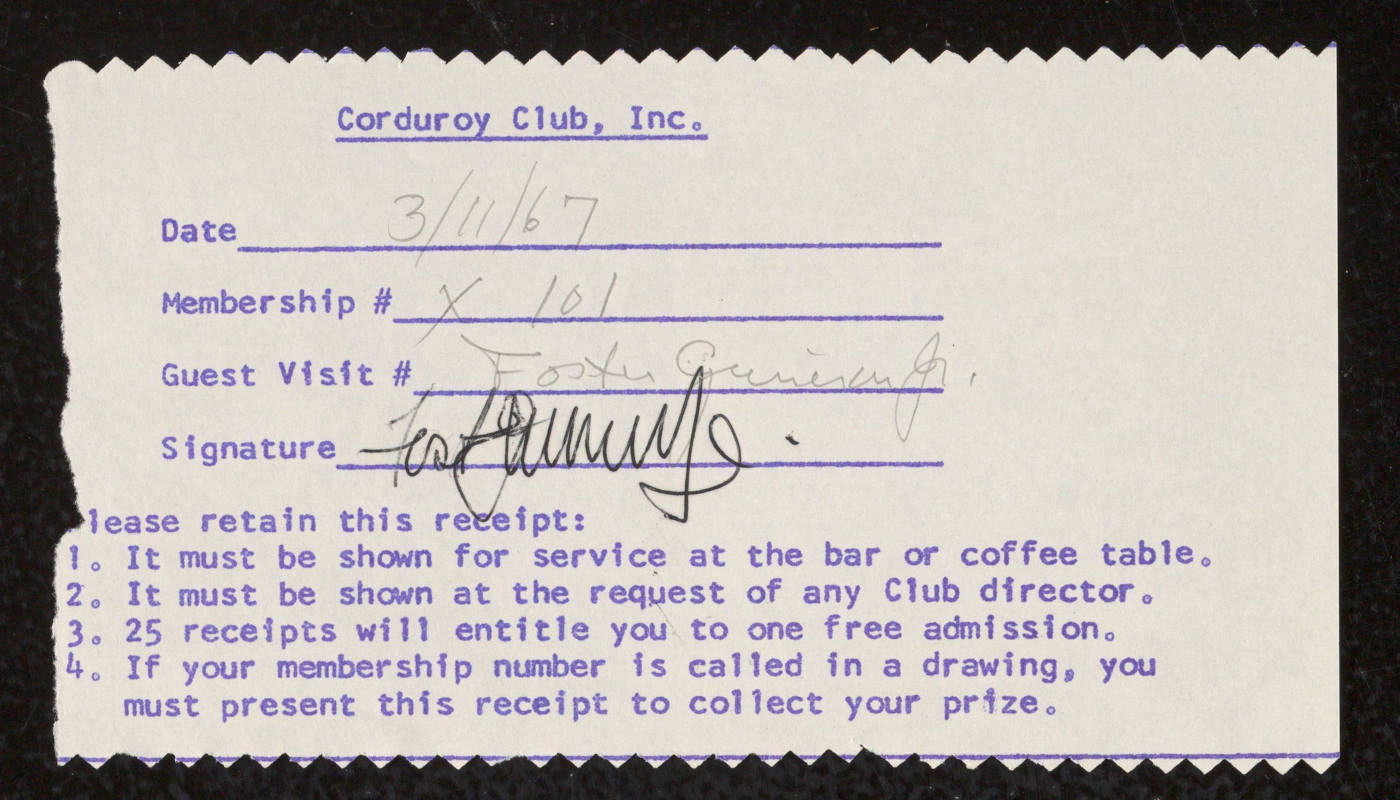 Corduroy Club, Inc.
Date 3/11/67
Membership # X 101
Guest Visit # Foster Gunnison Jr.
Signature
lease retain this receipt:
1. It must be shown for service at the bar or coffee table.
2. It must be shown at the request of any Club director.
3. 25 receipts will entitle you to one free admission.
4. If your membership number is called in a drawing, you
must present this receipt to collect your prize.